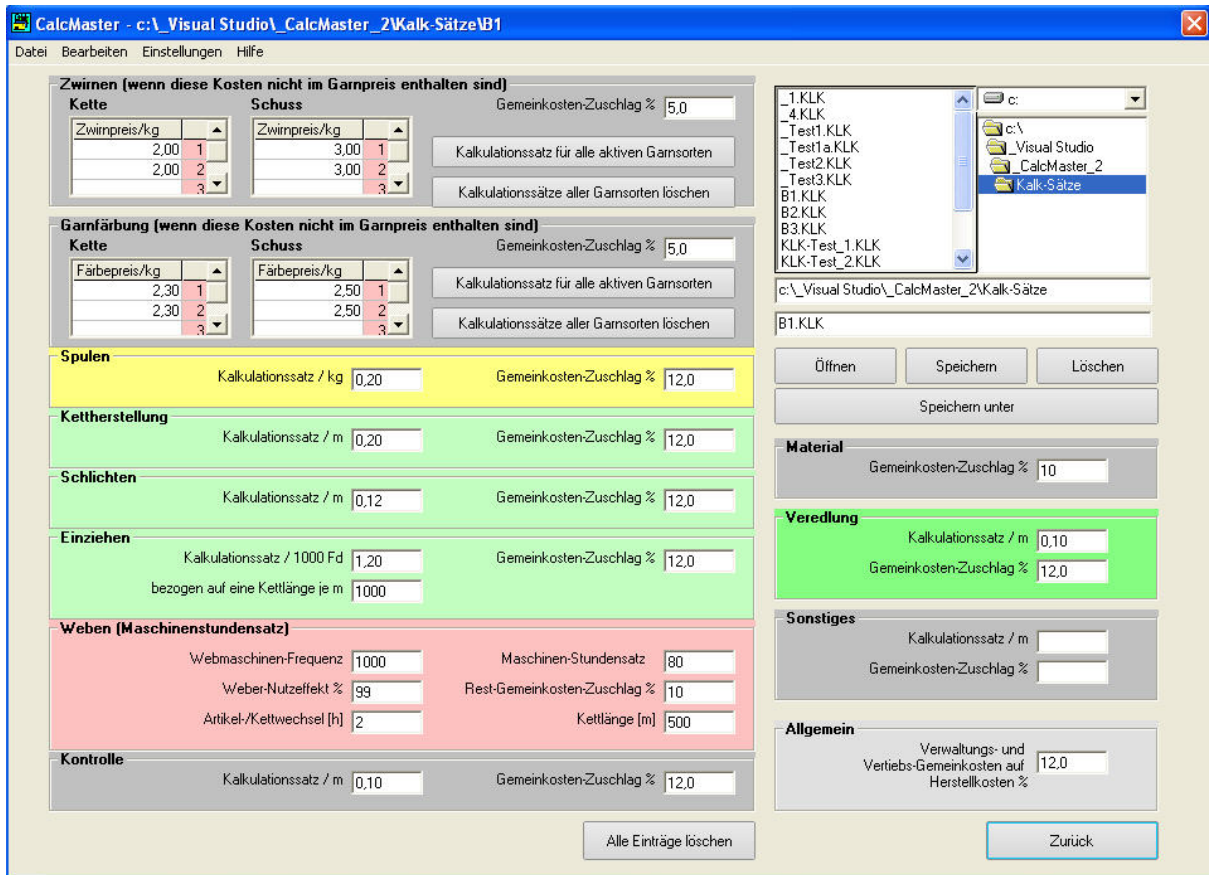 CalcMaster - c:\_Visual Studio\_CalcMaster_2\Kalk-Sätze\B1
Datei Bearbeiten Einstellungen Hilfe
Zwirnen (wenn diese Kosten nicht im Garnpreis enthalten sind)
Kette Schuss Gemeinkosten-Zuschlag % 5,0
Zwirnpreis/kg Zwirnpreis/kg
2,00 1 3,00 1
2,00 2 3,00 2
3 3
Kalkulationssatz für alle aktiven Garnsorten
Kalkulationssätze aller Garnsorten löschen
Garnfärbung (wenn diese Kosten nicht im Garnpreis enthalten sind)
Kette Schuss Gemeinkosten-Zuschlag % 5,0
Färbepreis/kg Färbepreis/kg
2,30 1 2,50 1
2,30 2 2,50 2
3 3
Kalkulationssatz für alle aktiven Garnsorten
Kalkulationssätze aller Garnsorten löschen
Spulen
Kalkulationssatz / kg 0,20 Gemeinkosten-Zuschlag % 12,0
Kettherstellung
Kalkulationssatz / m 0,20 Gemeinkosten-Zuschlag % 12,0
Schlichten
Kalkulationssatz / m 0,12 Gemeinkosten-Zuschlag % 12,0
Einziehen
Kalkulationssatz / 1000 Fd 1,20 Gemeinkosten-Zuschlag % 12,0
bezogen auf eine Kettlänge je m 1000
Weben (Maschinenstundensatz)
Webmaschinen-Frequenz 1000 Maschinen-Stundensatz 80
Weber-Nutzeffekt % 99 Rest-Gemeinkosten-Zuschlag % 10
Artikel-/Kettwechsel [h] 2 Kettlänge [m] 500
Kontrolle
Kalkulationssatz / m 0,10 Gemeinkosten-Zuschlag % 12,0
Alle Einträge löschen
_1.KLK
_4.KLK
_Test1.KLK
_Test1a.KLK
_Test2.KLK
_Test3.KLK
B1.KLK
B2.KLK
B3.KLK
KLK-Test_1.KLK
KLK-Test_2.KLK
c:
c:\
_Visual Studio
_CalcMaster_2
Kalk-Sätze
c:\_Visual Studio\_CalcMaster_2\Kalk-Sätze
B1.KLK
Öffnen Speichern Löschen
Speichern unter
Material
Gemeinkosten-Zuschlag % 10
Veredlung
Kalkulationssatz / m 0,10
Gemeinkosten-Zuschlag % 12,0
Sonstiges
Kalkulationssatz / m
Gemeinkosten-Zuschlag %
Allgemein
Verwaltungs- und
Vertiebs-Gemeinkosten auf 12,0
Herstellkosten %
Zurück